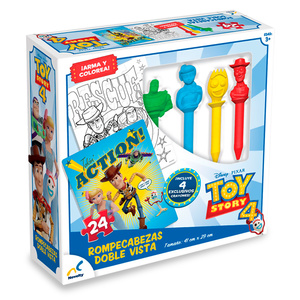 ¡ARMA Y
COLOREA!
3+
RESCUE
ACTION!
INCLUYE
4
EXCLUSIVOS
CRAYONES!
24
ROMPECABEZAS
DOBLE VISTA
Disney PIXAR
TOY
STORY
4
Novelty
TOY
STORY
4